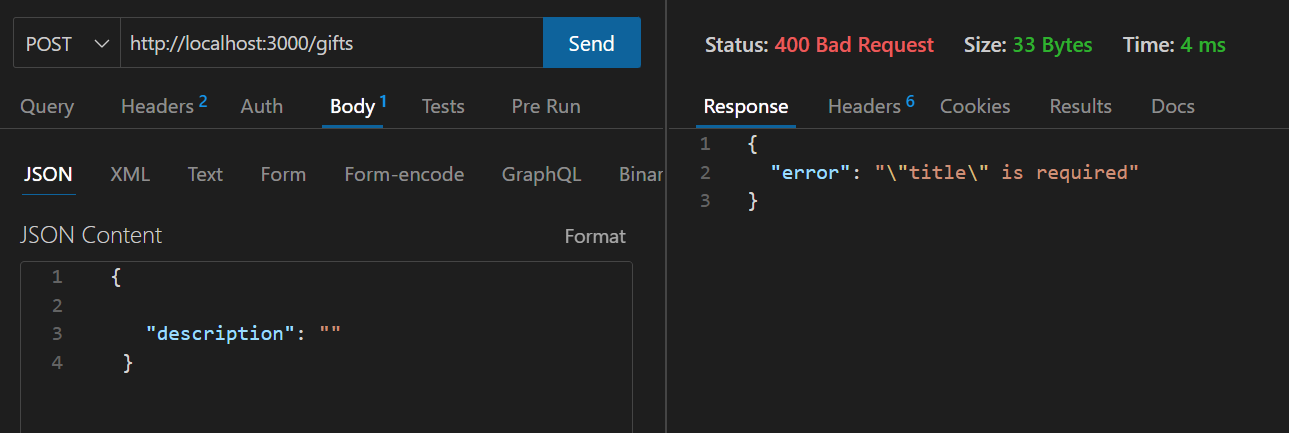 POST http://localhost:3000/gifts Send
Query Headers 2 Auth Body 1 Tests Pre Run
JSON XML Text Form Form-encode GraphQL Binar
JSON Content Format
1 {
2
3 "description": ""
4 }
Status: 400 Bad Request Size: 33 Bytes Time: 4 ms
Response Headers 6 Cookies Results Docs
1 {
2 "error": "\"title\" is required"
3 }